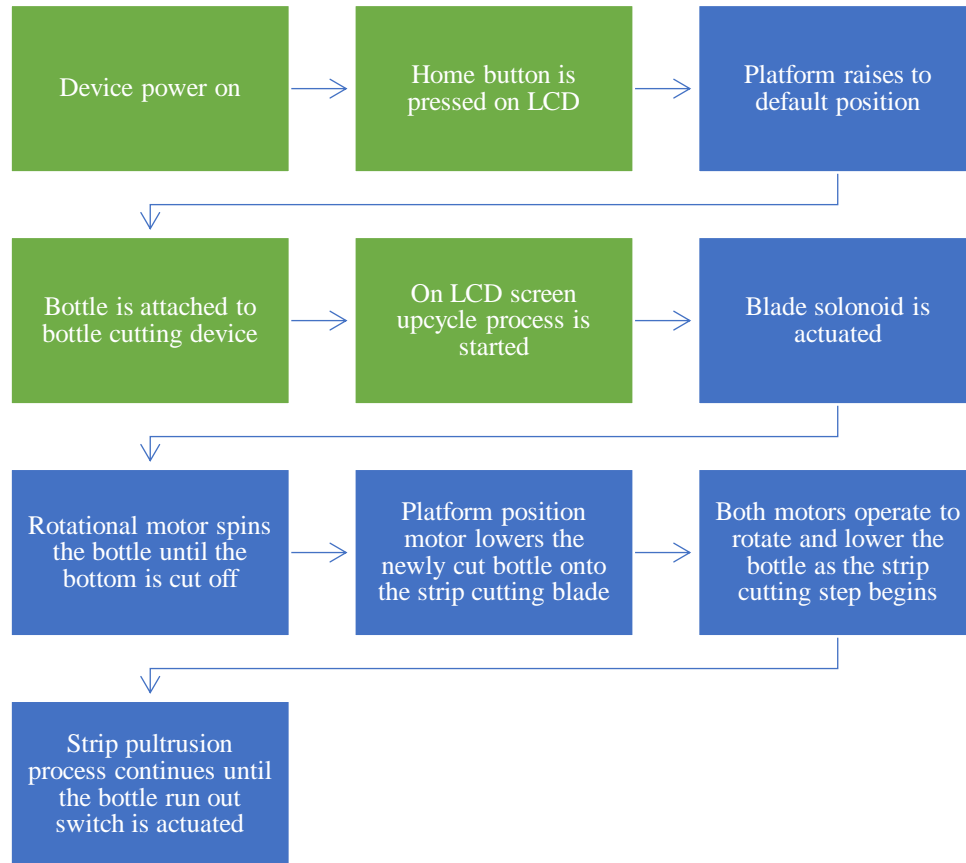 Device power on
Home button is
pressed on LCD
Platform raises to
default position
Bottle is attached to
bottle cutting device
On LCD screen
upcycle process is
started
Blade solonoid is
actuated
Rotational motor spins
the bottle until the
bottom is cut off
Platform position
motor lowers the
newly cut bottle onto
the strip cutting blade
Both motors operate to
rotate and lower the
bottle as the strip
cutting step begins
Strip pultrusion
process continues until
the bottle run out
switch is actuated